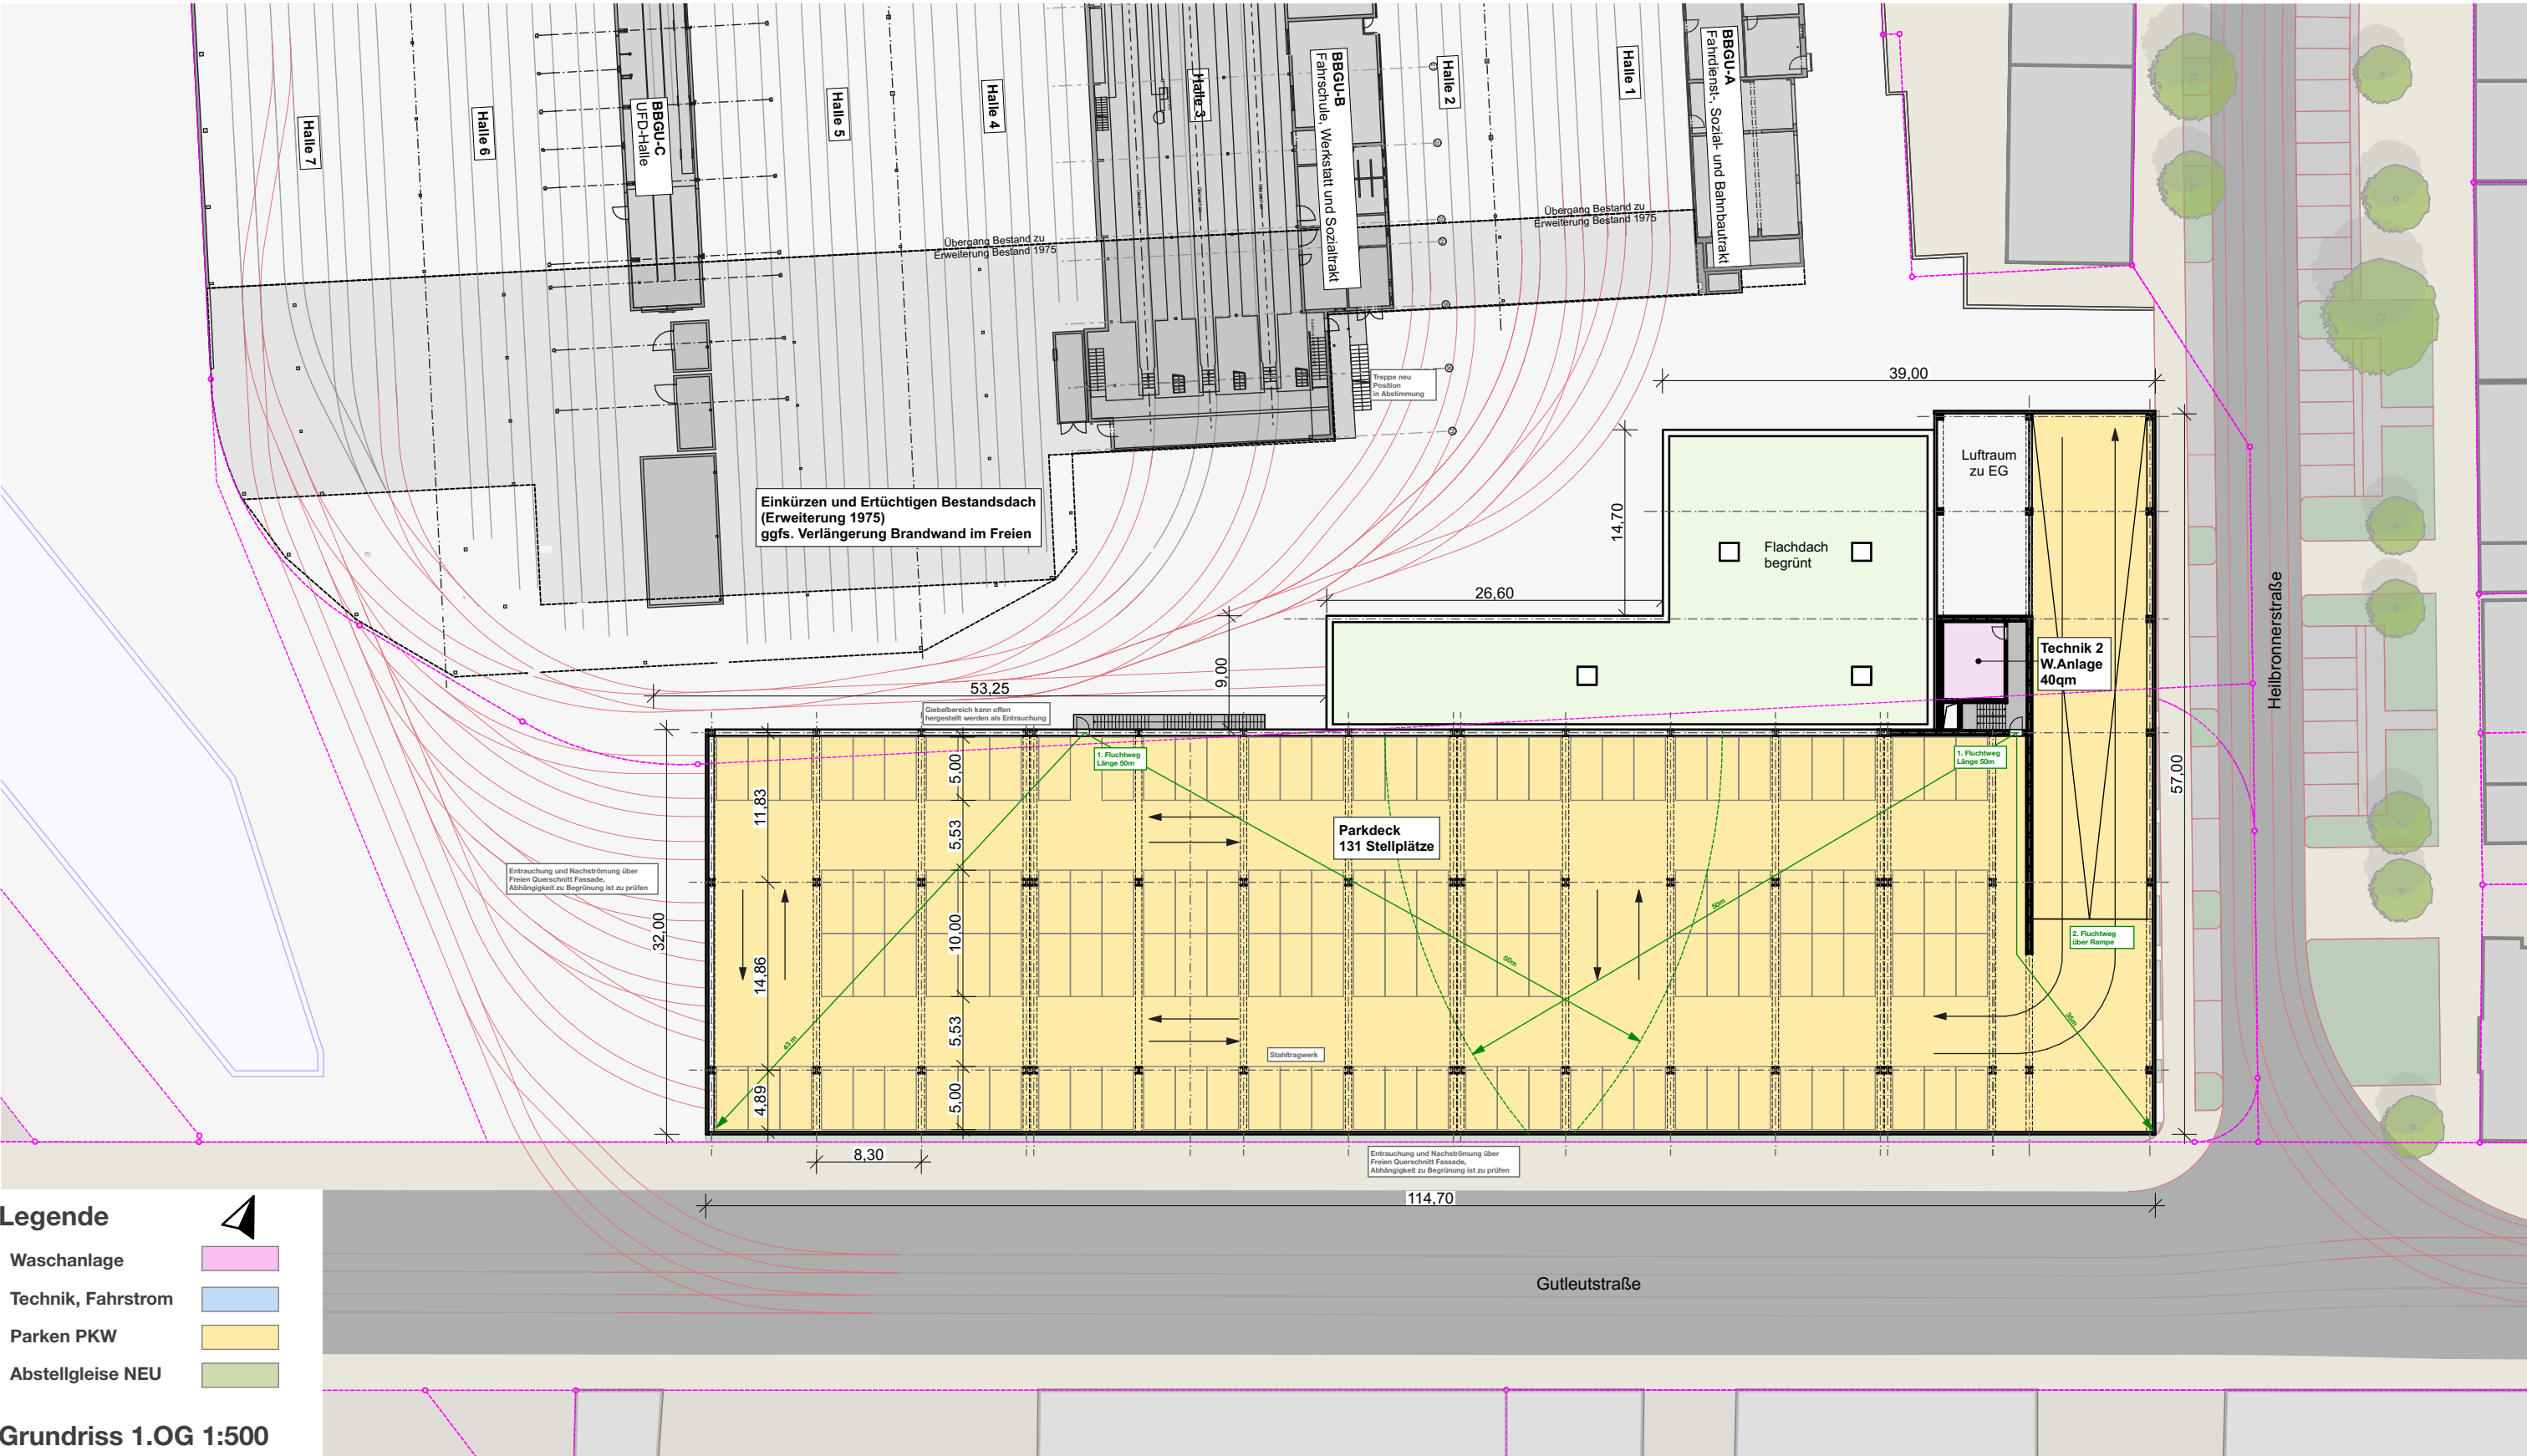 Halle 7
Halle 6
BBGU-C
UFD-Halle
Halle 5
Halle 4
Halle 3
BBGU-B
Fahrschule, Werkstatt und Sozialtrakt
Halle 2
Halle 1
BBGU-A
Fahrdienst-, Sozial- und Bahnbautrakt
Übergang Bestand zu
Erweiterung Bestand 1975
Übergang Bestand zu
Erweiterung Bestand 1975
Treppe neu
Position
in Abstimmung
39,00
Luftraum
zu EG
14,70
Flachdach
begrünt
Einkürzen und Ertüchtigen Bestandsdach
(Erweiterung 1975)
ggfs. Verlängerung Brandwand im Freien
26,60
Heilbronnerstraße
9,00
Technik 2
W.Anlage
40qm
53,25
Giebelbereich kann offen
hergestellt werden als Entrauchung
1. Fluchtweg
Länge 50m
1. Fluchtweg
Länge 50m
57,00
11,83
5,00
5,53
Parkdeck
131 Stellplätze
Entrauchung und Nachströmung über
Freien Querschnitt Fassade,
Abhängigkeit zu Begrünung ist zu prüfen
32,00
10,00
14,86
50m
50m
2. Fluchtweg
über Rampe
43 m
5,53
35m
Stahltragwerk
4,89
5,00
8,30
Entrauchung und Nachströmung über
Freien Querschnitt Fassade,
Abhängigkeit zu Begrünung ist zu prüfen
114,70
Gutleutstraße
Legende
Waschanlage
Technik, Fahrstrom
Parken PKW
Abstellgleise NEU
Grundriss 1.OG 1:500